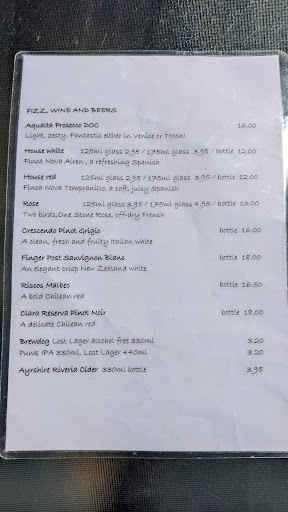 FIZZ, WINE AND BEERS
Aqualta Prosecco DOC 16.00
Light, zesty. Fantastic either in Venice or Troon!
House white 125ml glass 2.95 / 175ml glass 3.95 / bottle 12.00
Finca Nova Airen , a refreshing Spanish
House red 125ml glass 2.95 / 175ml glass 3.95 / bottle 12.00
Finca Nova Tempranillo, a soft, juicy Spanish
Rose 125ml glass 3.95 / 175ml glass 4.95 / bottle 13.00
Two birds,One Stone Rose, off-dry French
Crescendo Pinot Grigio bottle 16.00
A clean, fresh and fruity Italian white
Finger Post Sauvignon Blanc bottle 18.00
An elegant crisp New Zealand white
Riscos Malbec bottle 16.50
A bold Chilean red
Clara Reserva Pinot Noir bottle 18.00
A delicate Chilean red
Brewdog Lost Lager alcohol free 330ml 3.20
Punk IPA 330ml, Lost Lager 440ml 3.20
Ayrshire Riveria Cider 330ml bottle 3.95